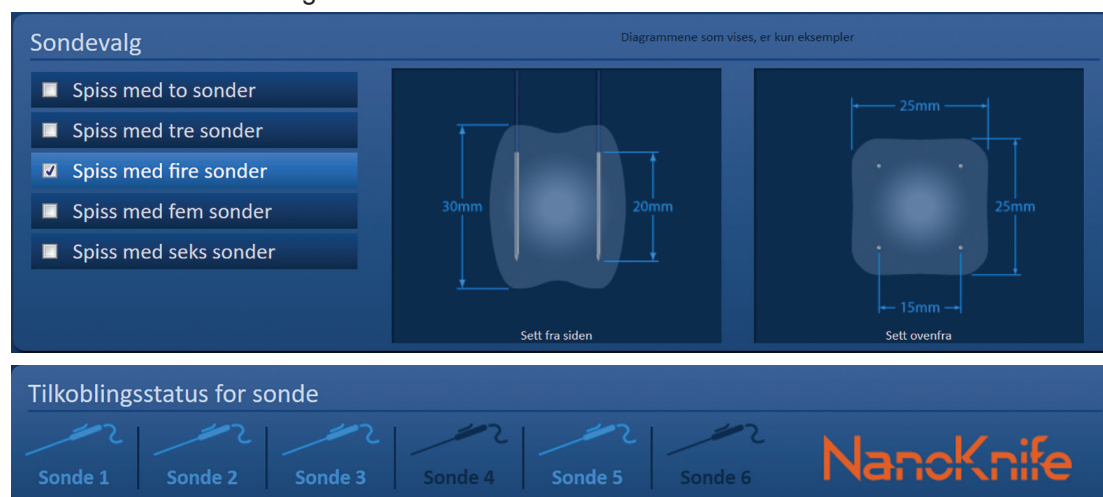 Sondevalg
Diagrammene som vises, er kun eksempler
Spiss med to sonder
Spiss med tre sonder
Spiss med fire sonder
Spiss med fem sonder
Spiss med seks sonder
30mm
20mm
Sett fra siden
25mm
25mm
15mm
Sett ovenfra
Tilkoblingsstatus for sonde
Sonde 1
Sonde 2
Sonde 3
Sonde 4
Sonde 5
Sonde 6
NanoKnife